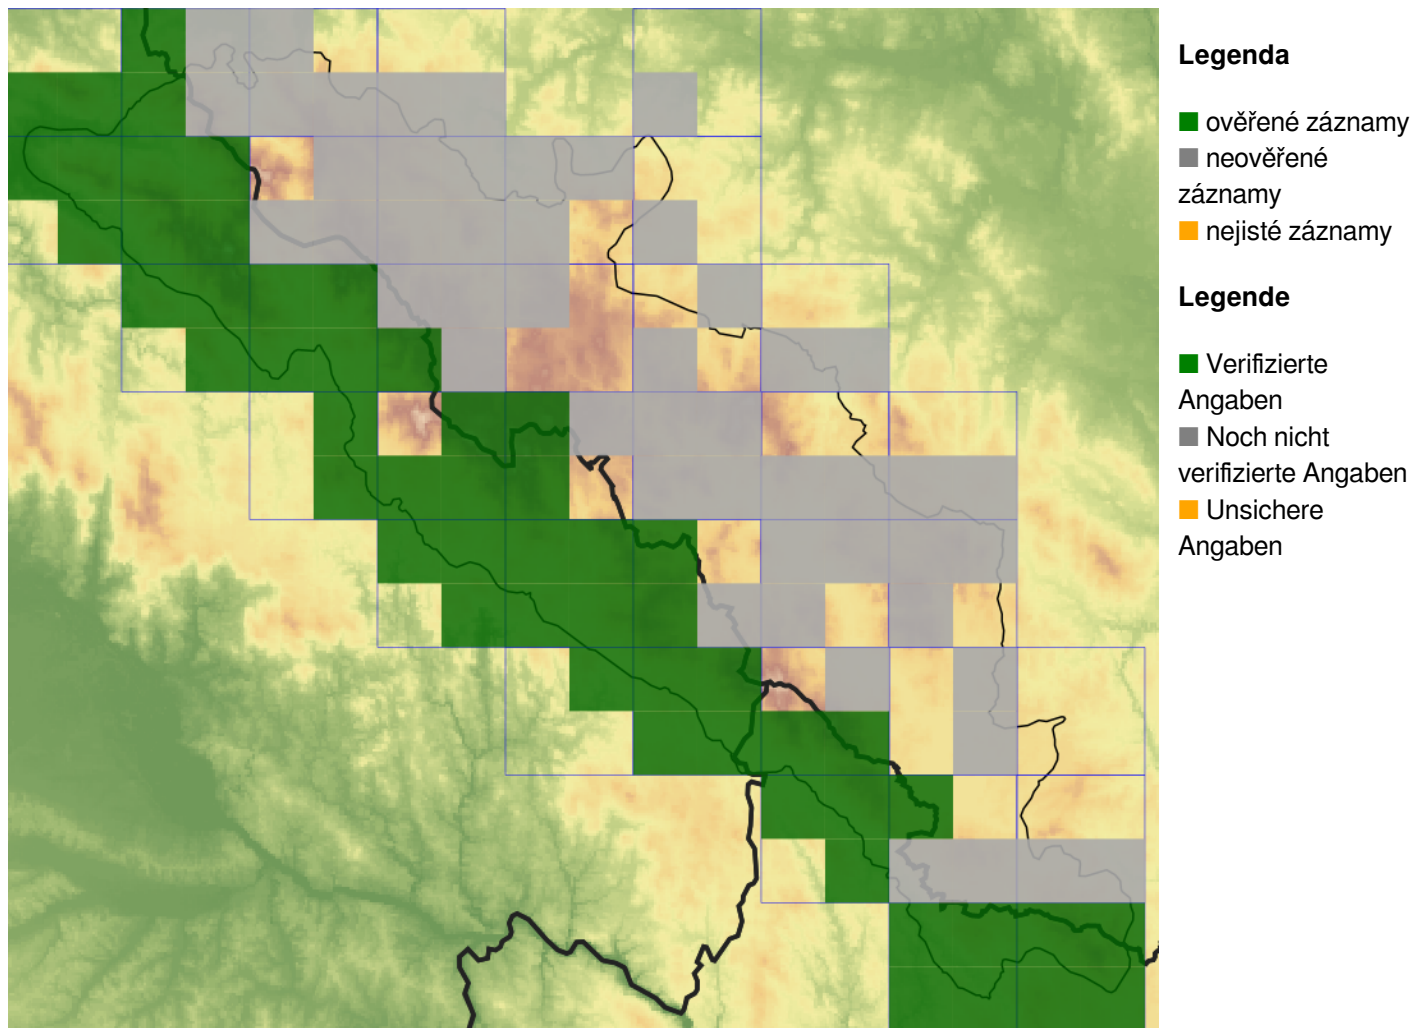 Legenda
ověřené záznamy
neověřené
záznamy
nejisté záznamy
Legende
Verifizierte
Angaben
Noch nicht
verifizierte Angaben
Unsichere
Angaben